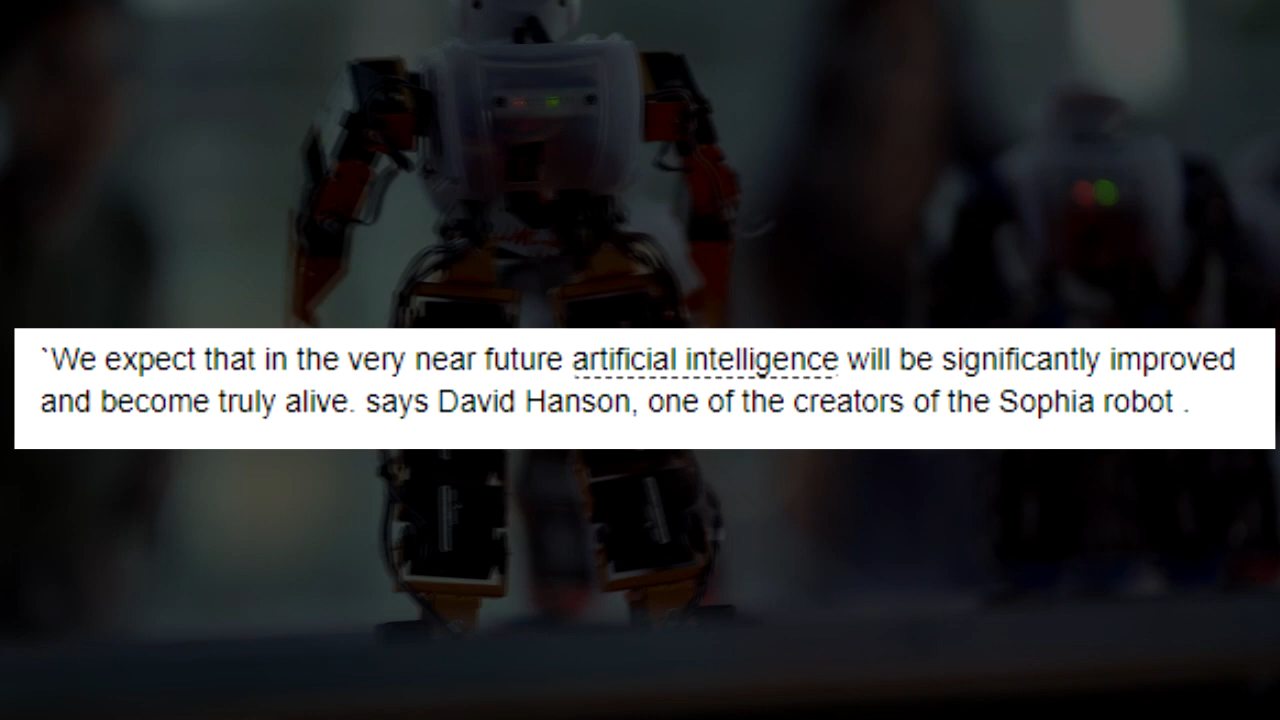 `We expect that in the very near future artificial intelligence will be significantly improved
and become truly alive. says David Hanson, one of the creators of the Sophia robot .